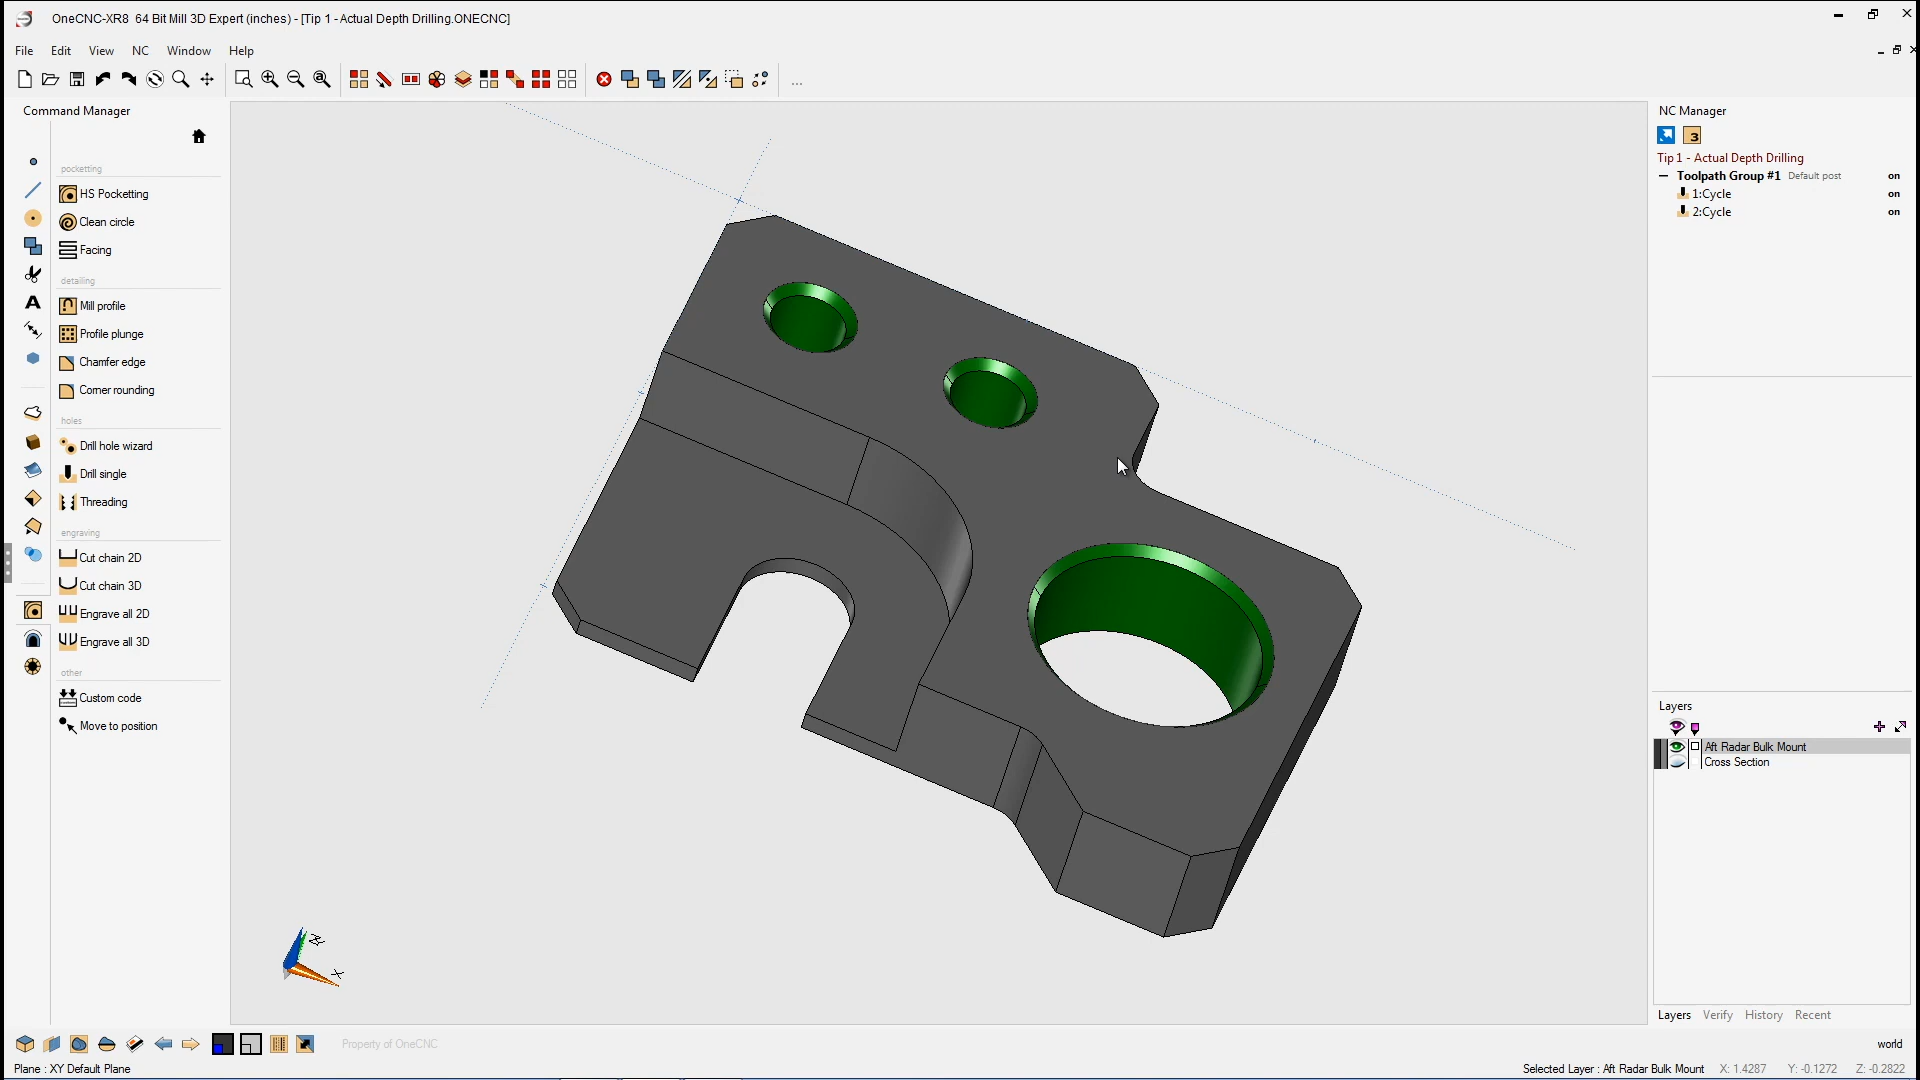 OneCNC-XR8 64 Bit Mill 3D Expert (inches) - [Tip 1 - Actual Depth Drilling.ONECNC]
File Edit View NC Window Help
Command Manager
pocketting
HS Pocketting
Clean circle
Facing
detailing
Mill profile
Profile plunge
Chamfer edge
Corner rounding
holes
Drill hole wizard
Drill single
Threading
engraving
Cut chain 2D
Cut chain 3D
Engrave all 2D
Engrave all 3D
other
Custom code
Move to position
X
NC Manager
3
Tip 1 - Actual Depth Drilling
Toolpath Group #1 Default post on
1:Cycle on
2:Cycle on
Layers
Aft Radar Bulk Mount
Cross Section
Layers Verify History Recent
Property of OneCNC
world
Plane : XY Default Plane
Selected Layer : Aft Radar Bulk Mount X: 1.4287 Y: -0.1272 Z: -0.2822